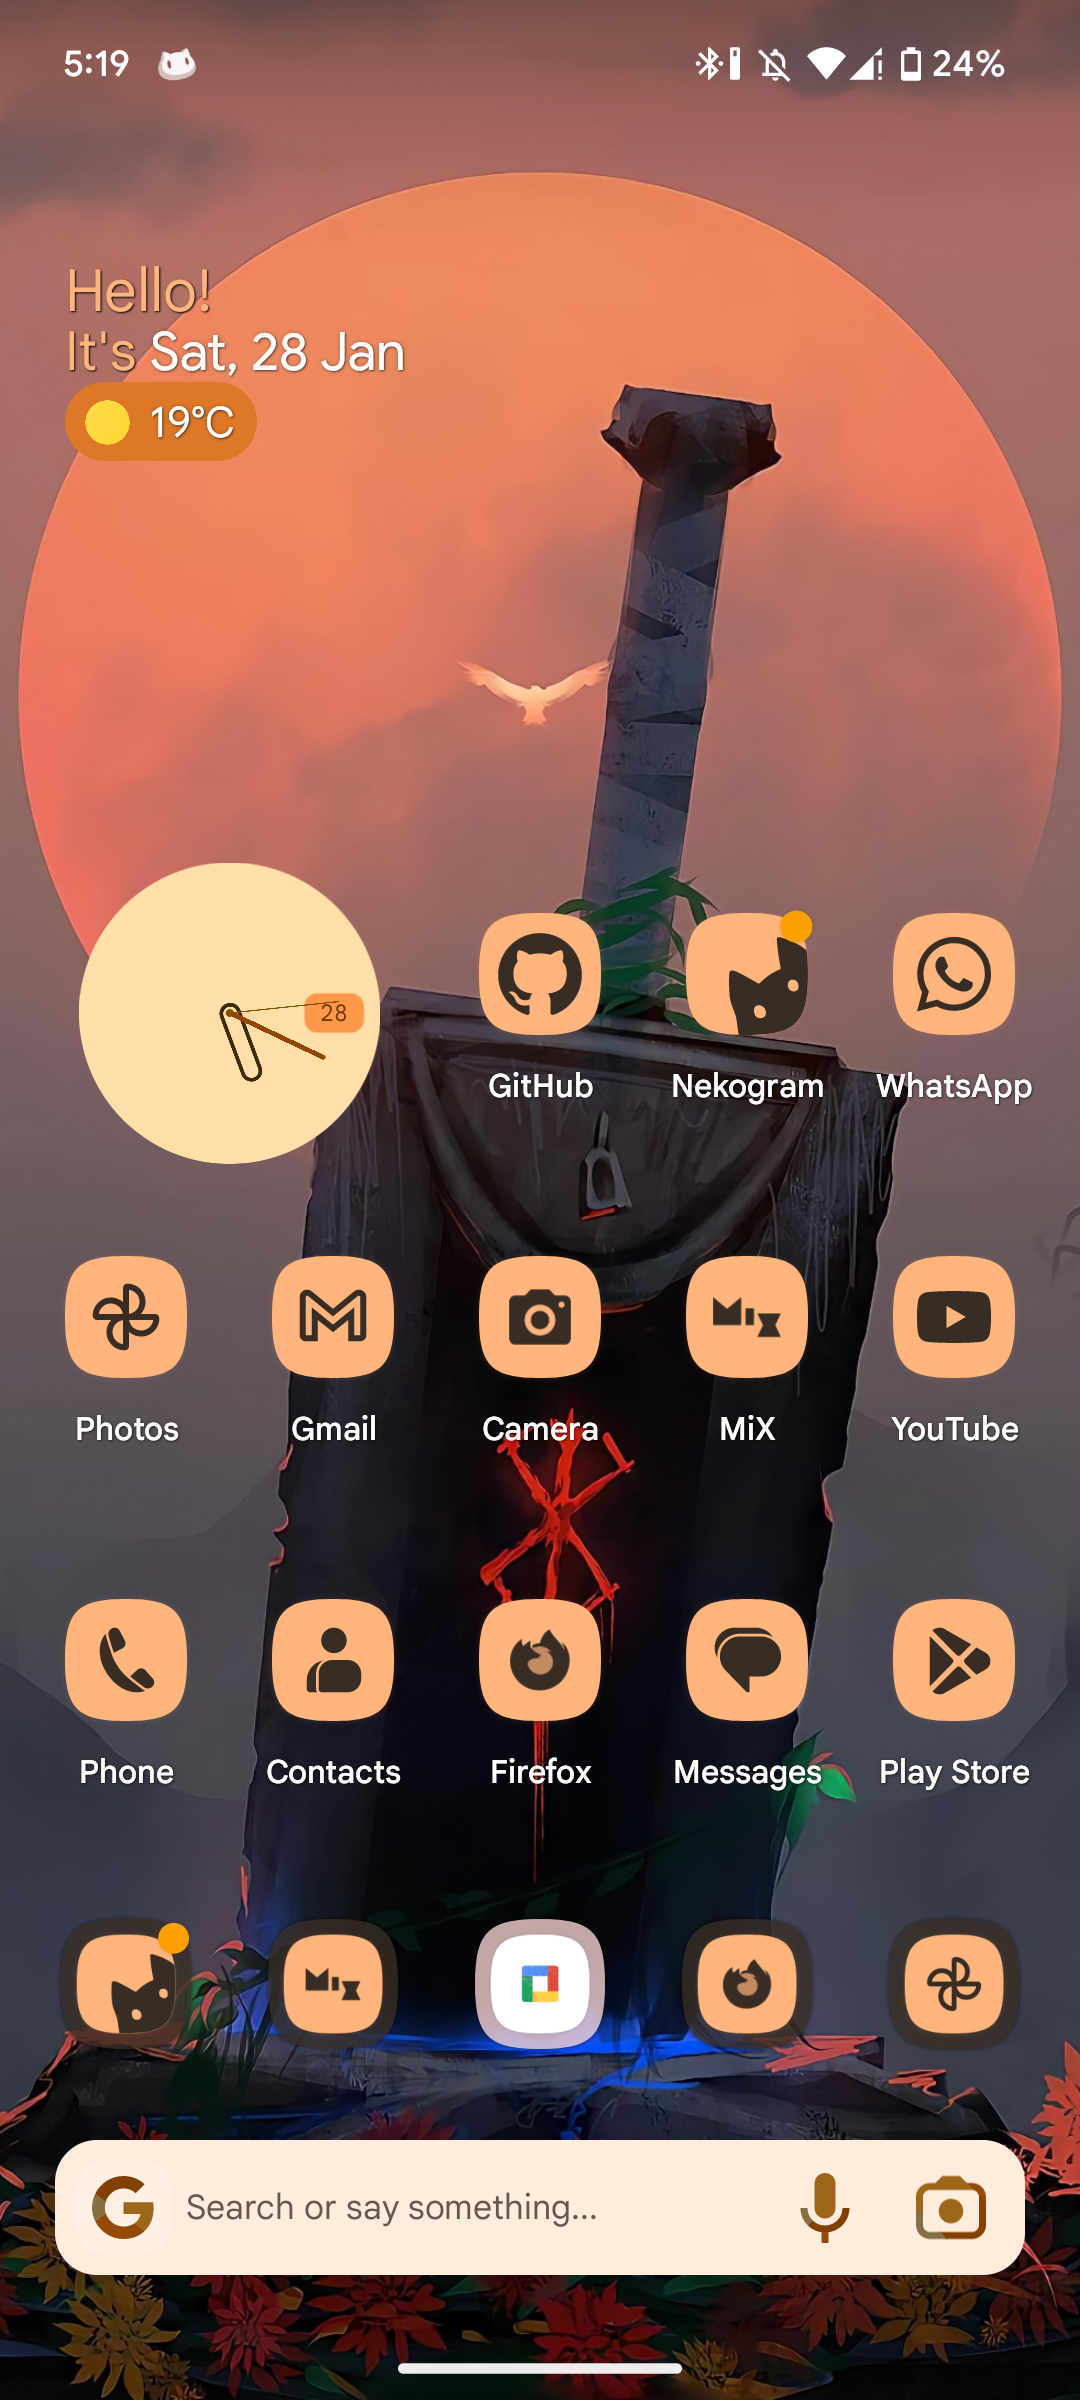 5:19
24%
Hello!
It's Sat, 28 Jan
19°C
28
GitHub
Nekogram
WhatsApp
Photos
Gmail
Camera
MiX
YouTube
Phone
Contacts
Firefox
Messages
Play Store
Search or say something...